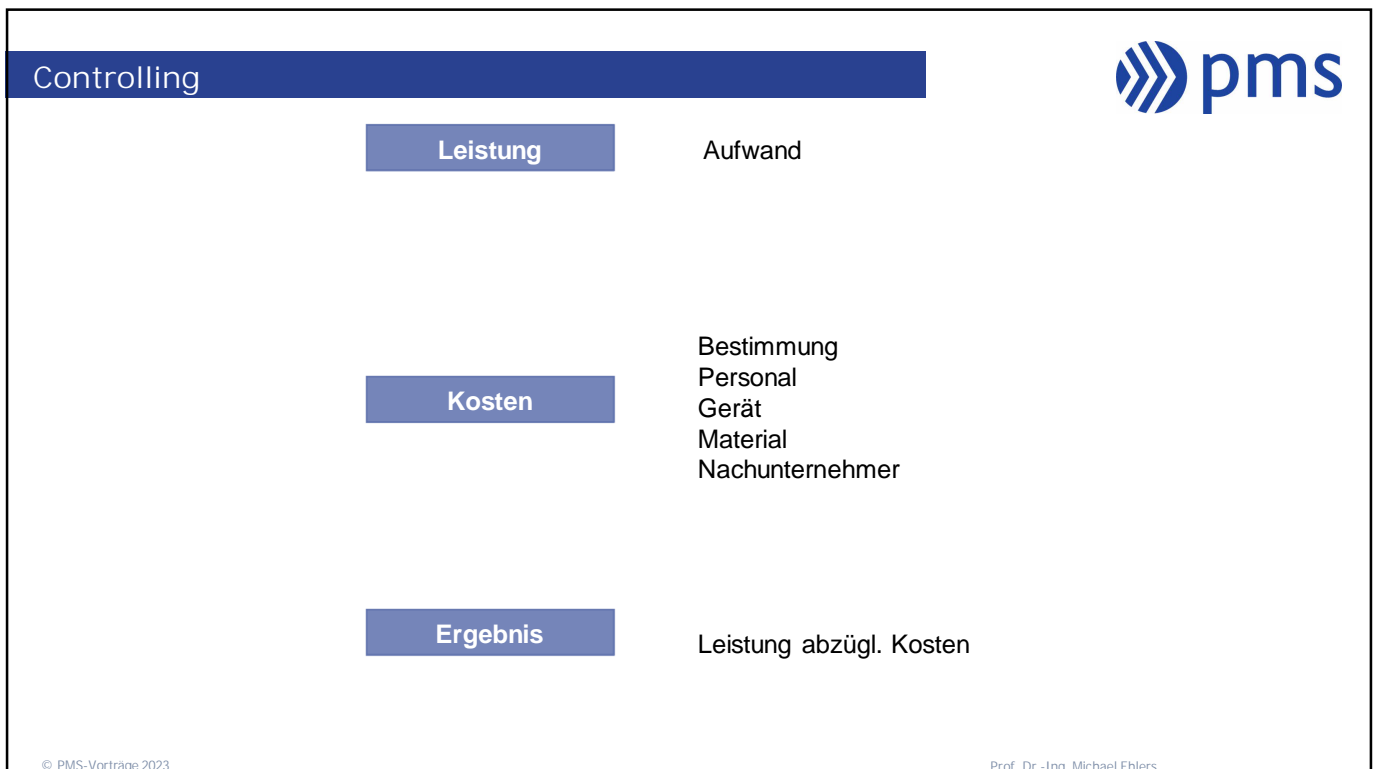 Controlling
pms
Leistung
Aufwand
Kosten
Bestimmung
Personal
Gerät
Material
Nachunternehmer
Ergebnis
Leistung abzügl. Kosten
© PMS-Vorträge 2023
Prof. Dr.-Ing. Michael Ehlers